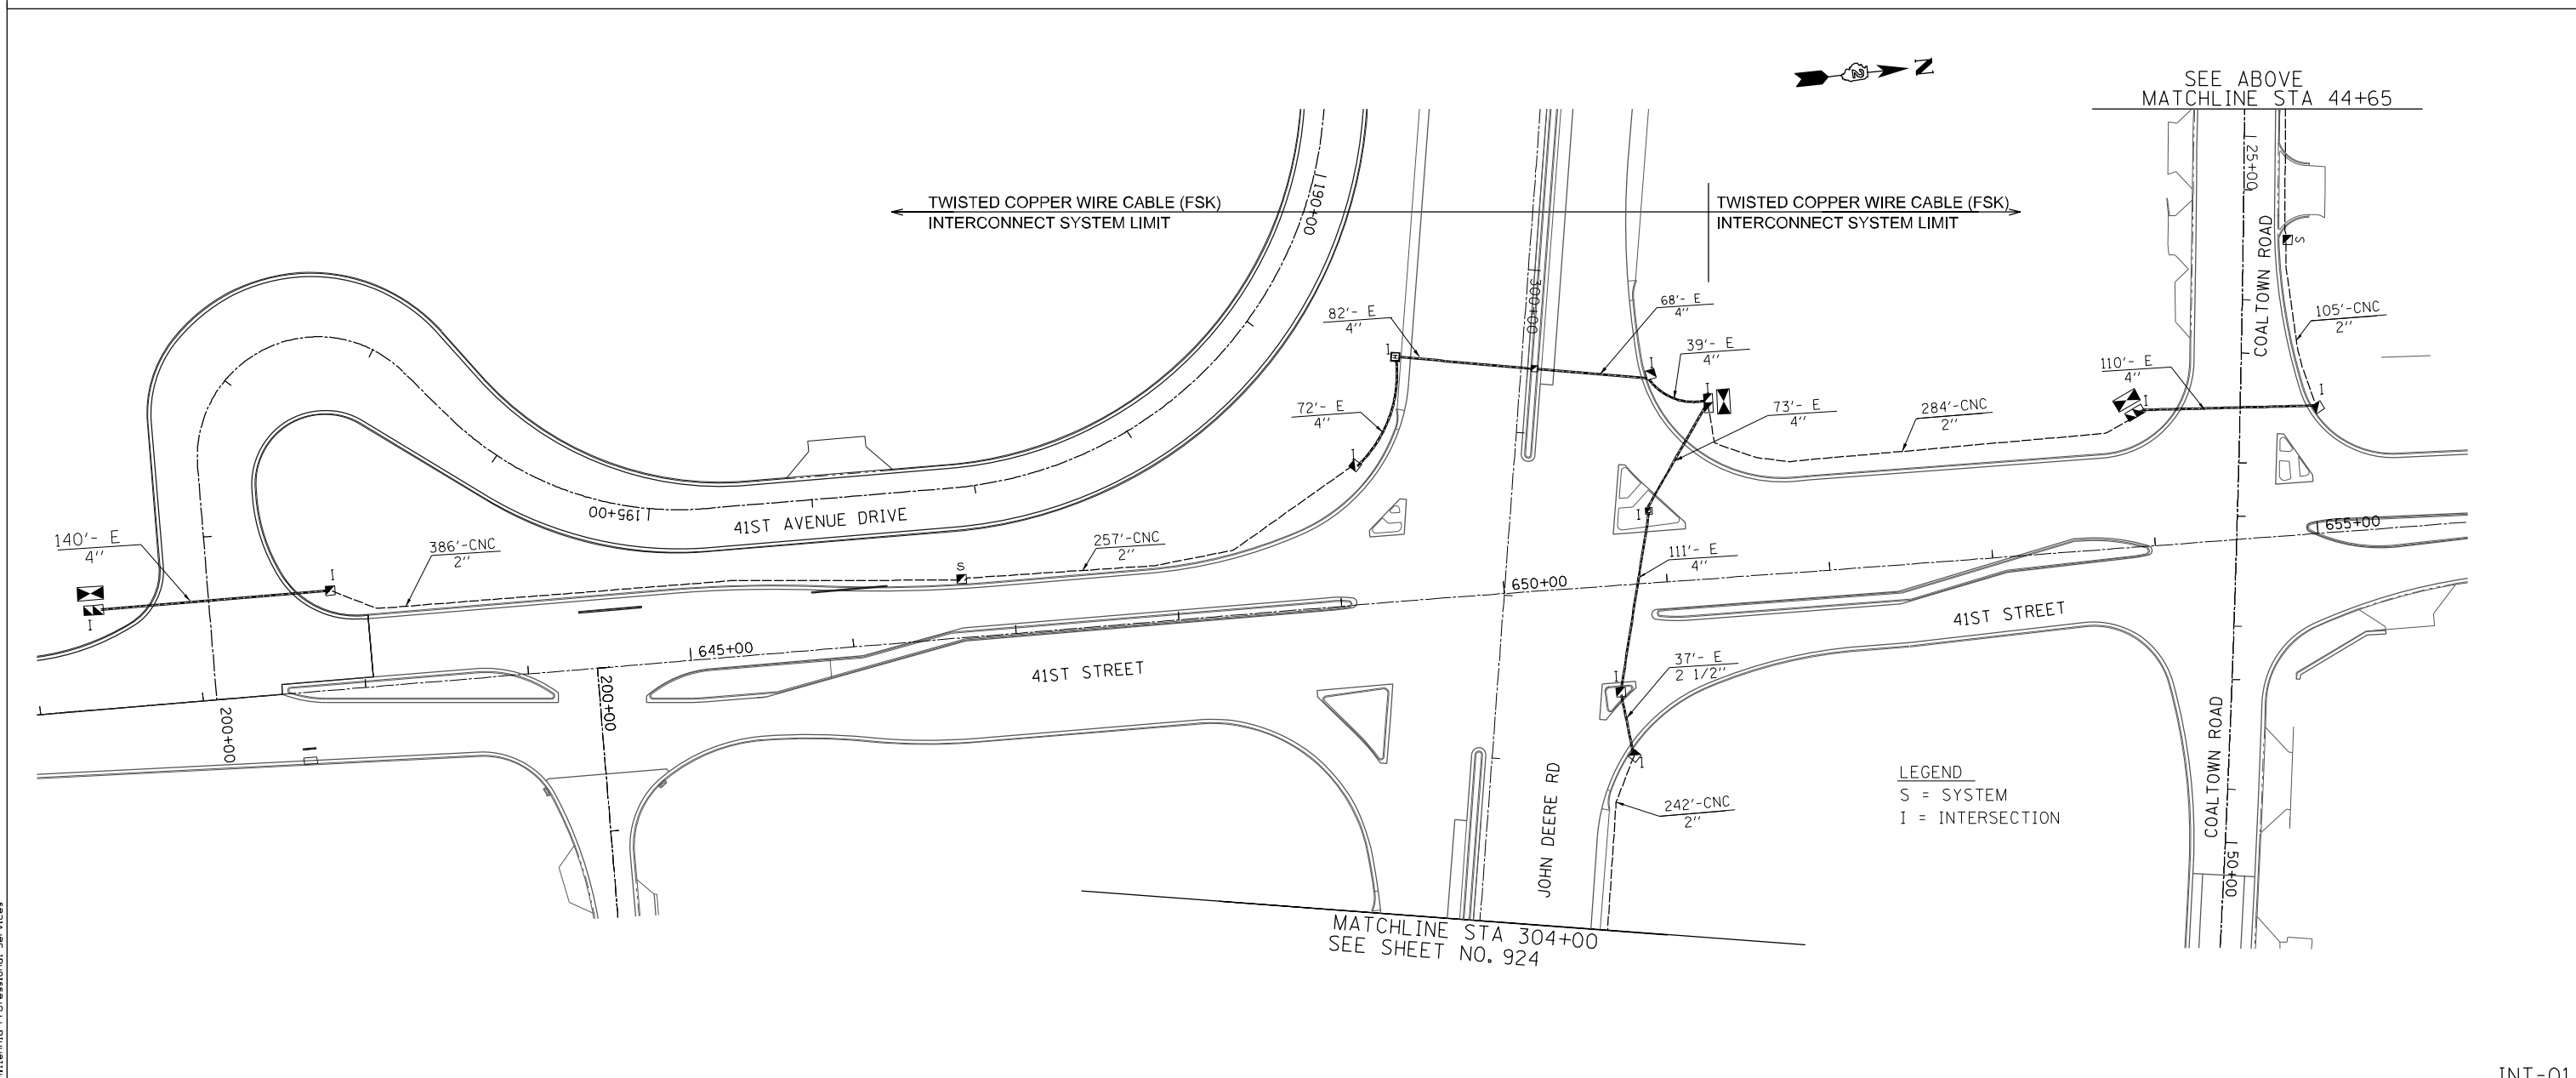 N
SEE ABOVE
MATCHLINE STA 44+65
TWISTED COPPER WIRE CABLE (FSK)
INTERCONNECT SYSTEM LIMIT
TWISTED COPPER WIRE CABLE (FSK)
INTERCONNECT SYSTEM LIMIT
190+00
300+00
25+00
COALTOWN ROAD
S
82'- E
4"
68'- E
4"
39'- E
4"
105'-CNC
2"
110'- E
4"
I
I
I
I
I
72'- E
4"
I
73'- E
4"
284'-CNC
2"
195+00
41ST AVENUE DRIVE
I
140'- E
4"
386'-CNC
2"
257'-CNC
2"
S
I
I
111'- E
4"
650+00
655+00
41ST STREET
645+00
41ST STREET
200+00
200+00
I
37'- E
2 1/2"
I
242'-CNC
2"
JOHN DEERE RD
COALTOWN ROAD
50+00
LEGEND
S = SYSTEM
I = INTERSECTION
MATCHLINE STA 304+00
SEE SHEET NO. 924
INT-01